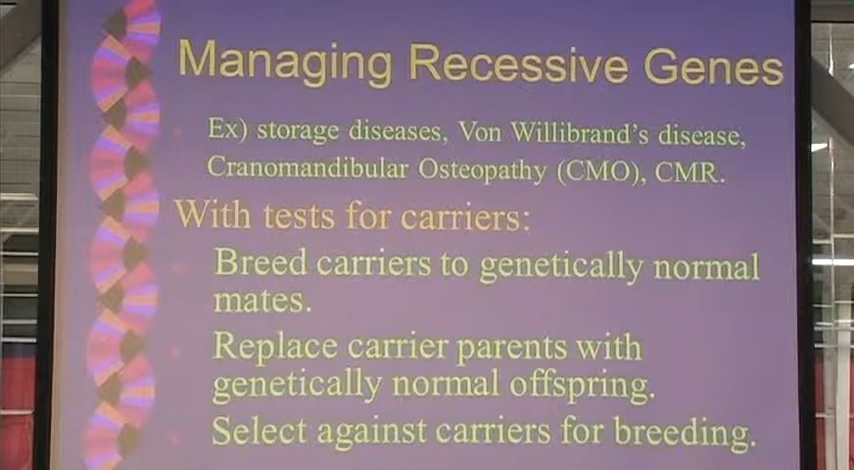 Managing Recessive Genes
Ex) storage diseases, Von Willibrand's disease,
Cranomandibular Osteopathy (CMO), CMR.
With tests for carriers:
Breed carriers to genetically normal
mates.
Replace carrier parents with
genetically normal offspring.
Select against carriers for breeding.